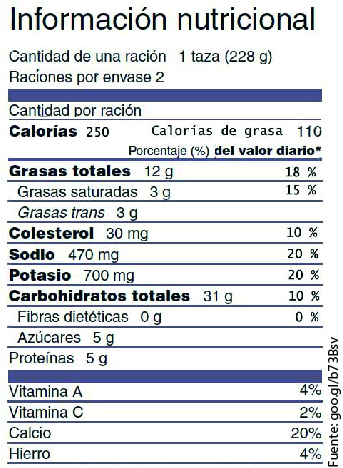 Información nutricional
Cantidad de una ración 1 taza (228 g)
Raciones por envase 2
Cantidad por ración
Calorías 250 Calorías de grasa 110
Porcentaje (%) del valor diario*
Grasas totales 12 g 18 %
Grasas saturadas 3 g 15 %
Grasas trans 3 g
Colesterol 30 mg 10 %
Sodio 470 mg 20 %
Potasio 700 mg 20 %
Carbohidratos totales 31 g 10 %
Fibras dietéticas 0 g 0 %
Azúcares 5 g
Proteínas 5 g
Vitamina A 4%
Vitamina C 2%
Calcio 20%
Hierro 4%
Fuente: goo.gl/b73Bsv